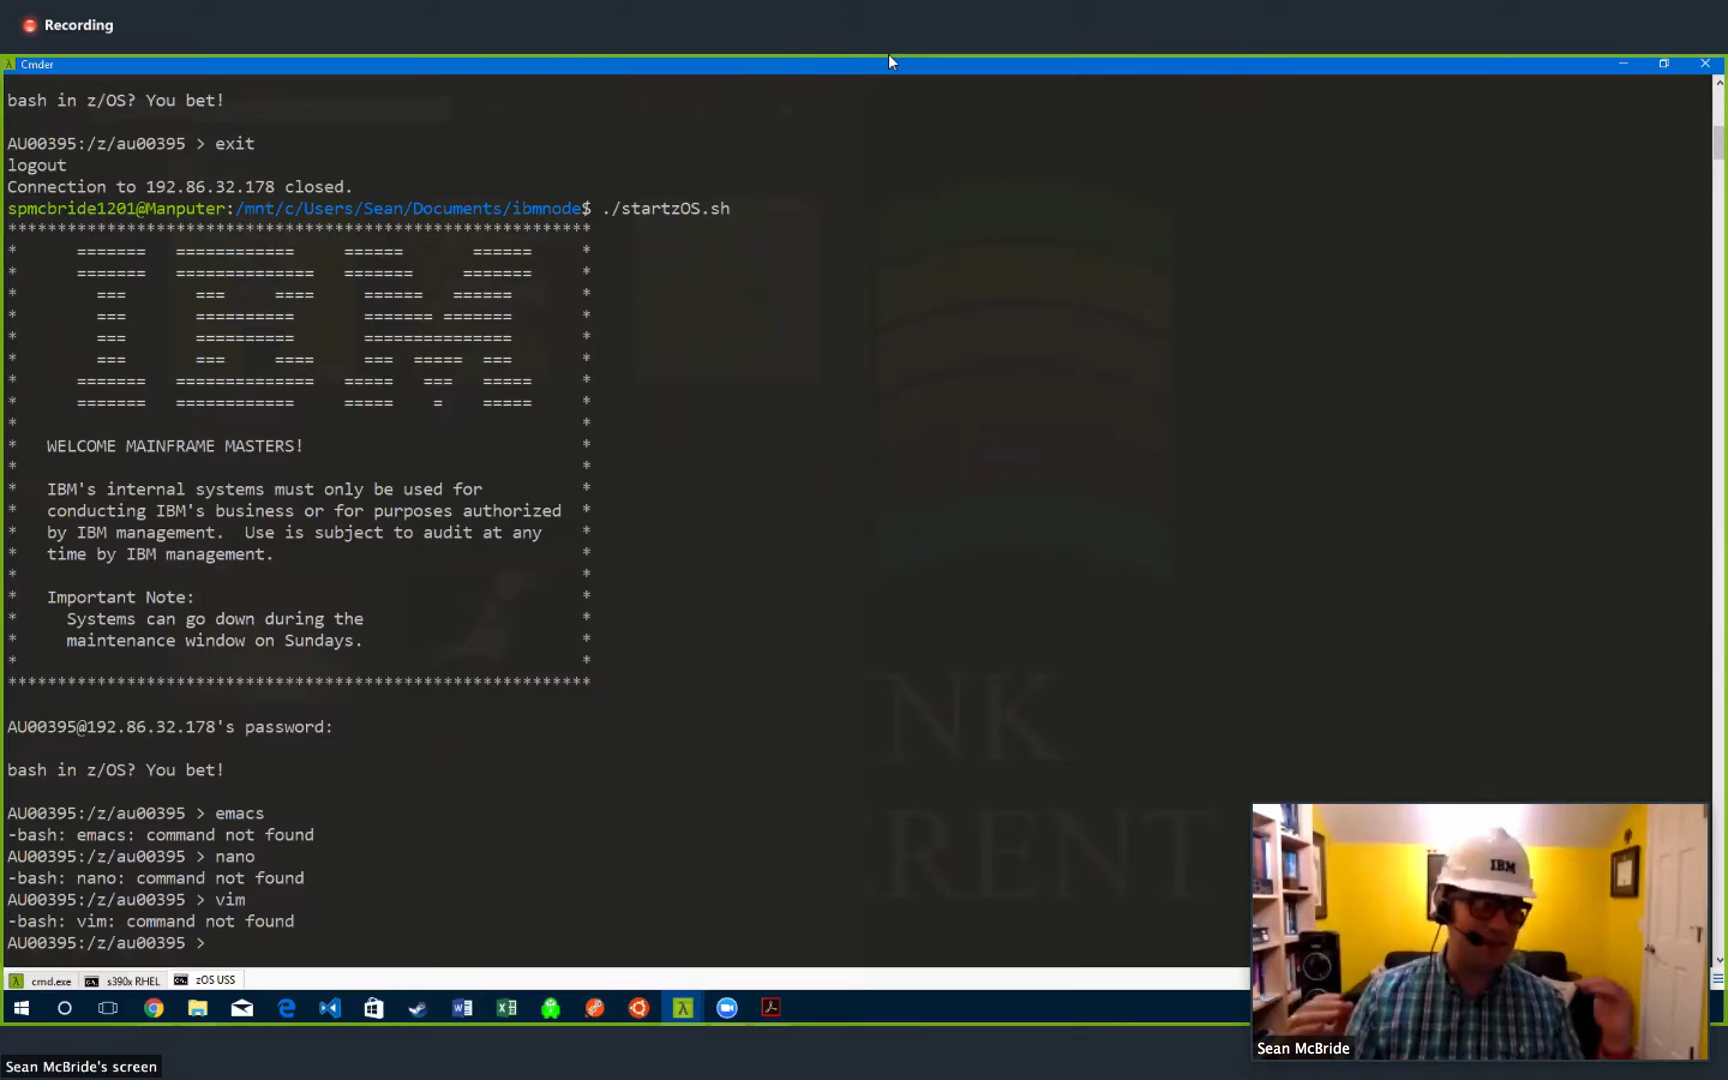 Recording
Cmder
bash in z/OS? You bet!
AU00395:/z/au00395 > exit
logout
Connection to 192.86.32.178 closed.
spmcbride1201@Manputer:/mnt/c/Users/Sean/Documents/ibmnode$ ./startzOS.sh
************************************************************
* ======= ============ ====== ====== *
* ======= ============== ======= ======= *
* === === ==== ====== ====== *
* === ========== ======= ======= *
* === ========== =============== *
* === === ==== === ===== === *
* ======= ============== ===== === ===== *
* ======= ============ ===== = ===== *
* *
* WELCOME MAINFRAME MASTERS! *
* *
* IBM's internal systems must only be used for *
* conducting IBM's business or for purposes authorized *
* by IBM management. Use is subject to audit at any *
* time by IBM management. *
* *
* Important Note: *
* Systems can go down during the *
* maintenance window on Sundays. *
* *
************************************************************
AU00395@192.86.32.178's password:
bash in z/OS? You bet!
AU00395:/z/au00395 > emacs
-bash: emacs: command not found
AU00395:/z/au00395 > nano
-bash: nano: command not found
AU00395:/z/au00395 > vim
-bash: vim: command not found
AU00395:/z/au00395 >
NK
RENT
IBM
cmd.exe s390x RHEL zOS USS
Sean McBride
Sean McBride's screen